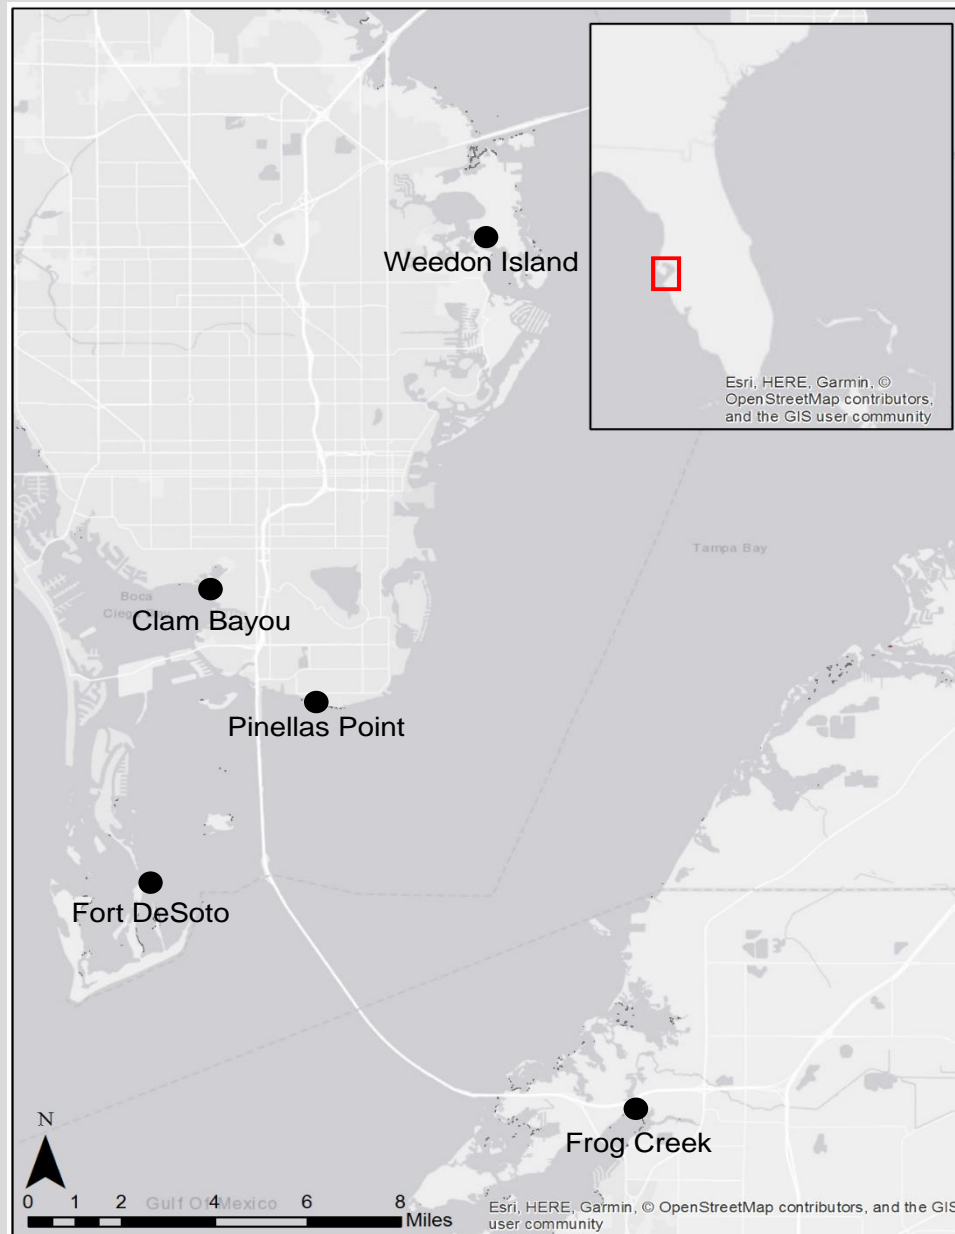 Weedon Island
Esri, HERE, Garmin, ©
OpenStreetMap contributors,
and the GIS user community
Tampa Bay
Boca
Ciega Bay
Clam Bayou
Pinellas Point
Fort DeSoto
Frog Creek
N
0 1 2 4 6 8
Miles
Gulf Of Mexico
Esri, HERE, Garmin, © OpenStreetMap contributors, and the GIS
user community